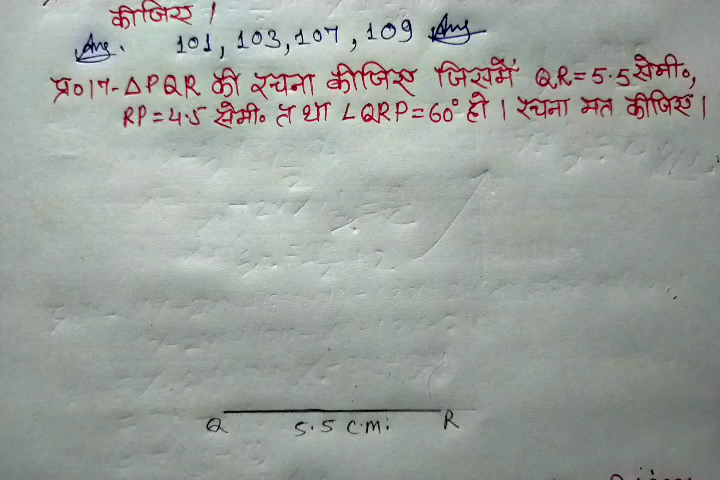 कीजिए।
Ans. 101, 103, 107, 109 Ans
प्र०17- ΔPQR की रचना कीजिए जिसमें QR=5.5 सेमी०,
RP=4.5 सेमी० तथा ∠QRP=60° हो। रचना मत कीजिए।
Q 5.5 C.M. R